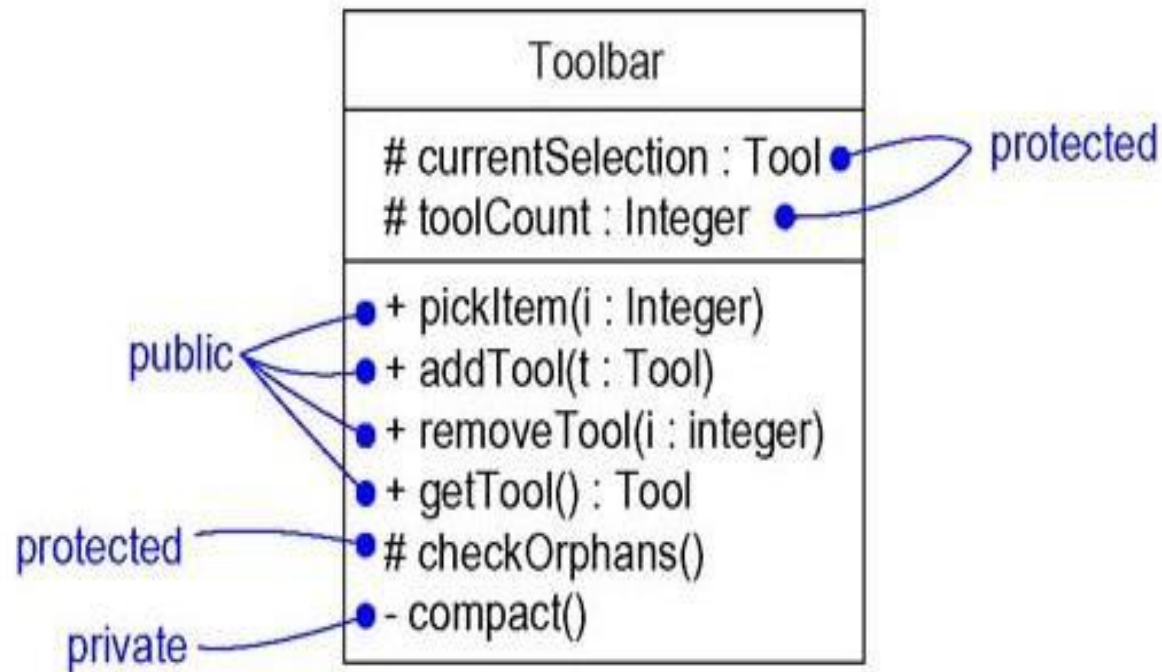 Toolbar
# currentSelection : Tool
# toolCount : Integer
protected
+ pickItem(i : Integer)
+ addTool(t : Tool)
+ removeTool(i : integer)
+ getTool() : Tool
# checkOrphans()
- compact()
public
protected
private